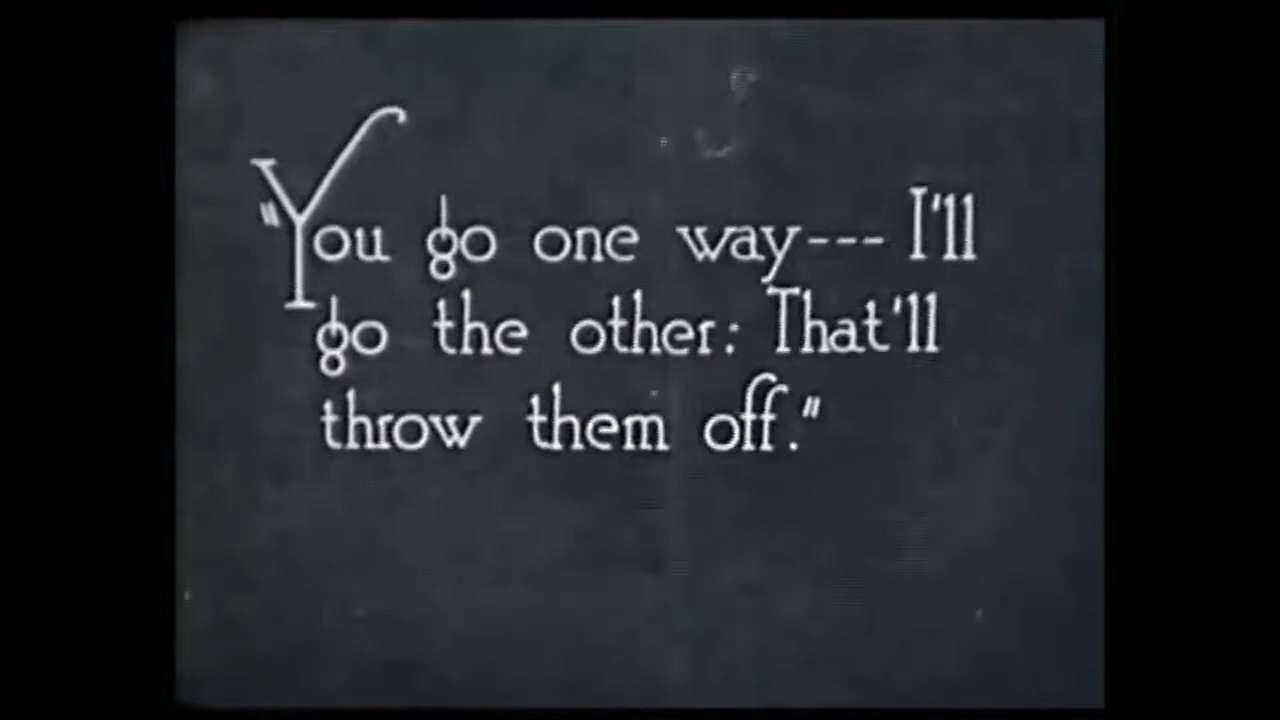 "You go one way--- I'll
go the other: That'll
throw them off."